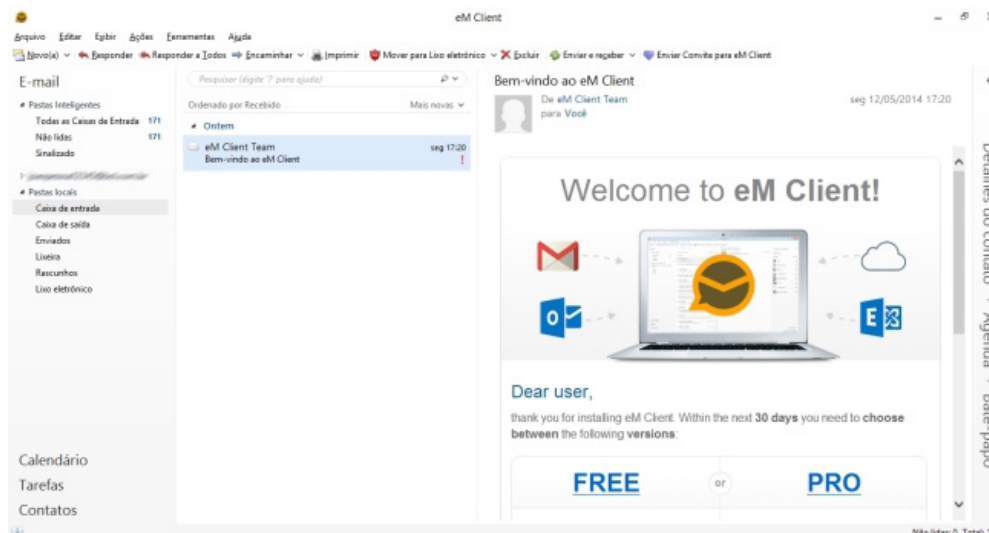 eM Client
Arquivo Editar Exibir Ações Ferramentas Ajuda
Novo(a) Responder Responder a Todos Encaminhar Imprimir Mover para Lixo eletrônico Excluir Enviar e receber Enviar Convite para eM Client
E-mail
Pastas Inteligentes
Todas as Caixas de Entrada 171
Não lidas 171
Sinalizado
Pastas locais
Caixa de entrada
Caixa de saída
Enviados
Lixeira
Rascunhos
Lixo eletrônico
Calendário
Tarefas
Contatos
Pesquisar (digite '?' para ajuda)
Ordenado por Recebido Mais novas
Ontem
eM Client Team seg 17:20
Bem-vindo ao eM Client !
Bem-vindo ao eM Client
De eM Client Team seg 12/05/2014 17:20
para Você
Welcome to eM Client!
Dear user,
thank you for installing eM Client. Within the next 30 days you need to choose
between the following versions:
FREE or PRO
Detalhes do contato Agenda Bate-papo
Não lidas: 0, Total: